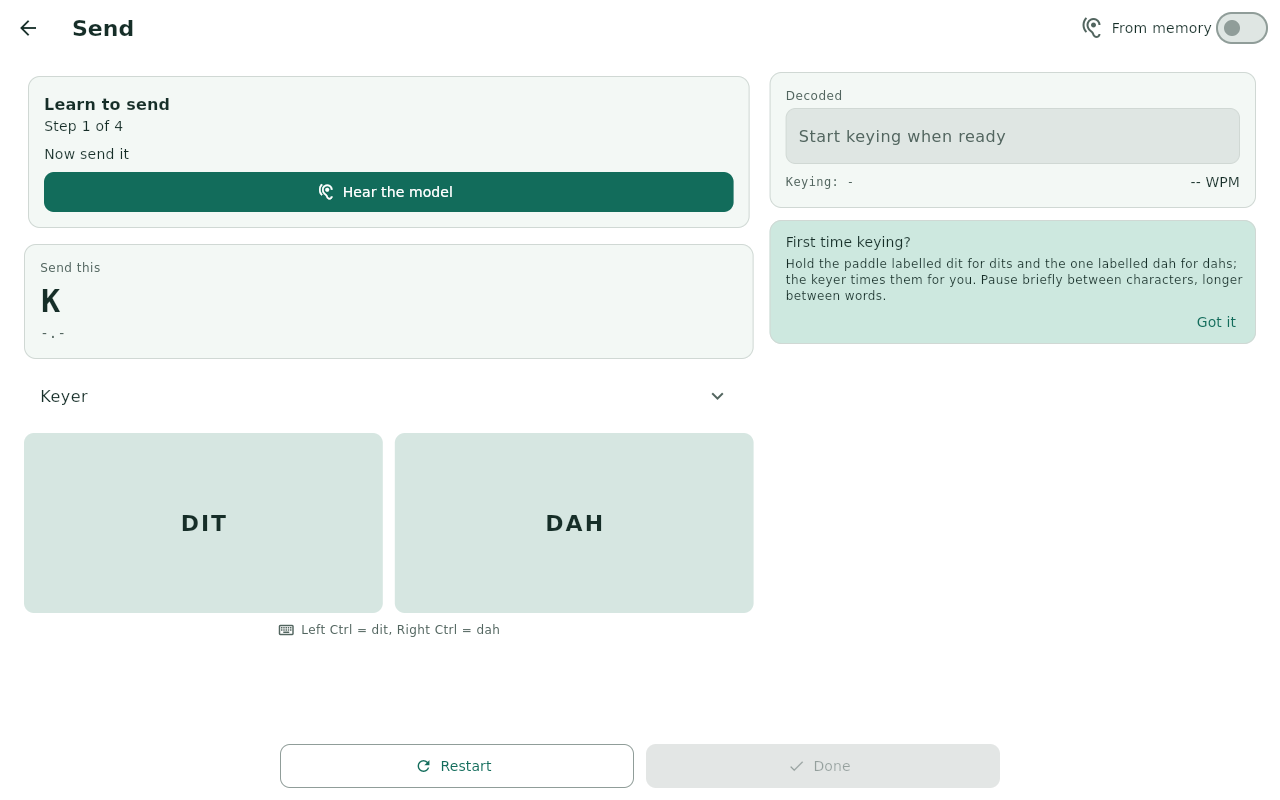 Send
From memory
Learn to send
Step 1 of 4
Now send it
Hear the model
Send this
K
-.-
Keyer
DIT
DAH
Left Ctrl = dit, Right Ctrl = dah
Decoded
Start keying when ready
Keying: -
-- WPM
First time keying?
Hold the paddle labelled dit for dits and the one labelled dah for dahs;
the keyer times them for you. Pause briefly between characters, longer
between words.
Got it
Restart
Done